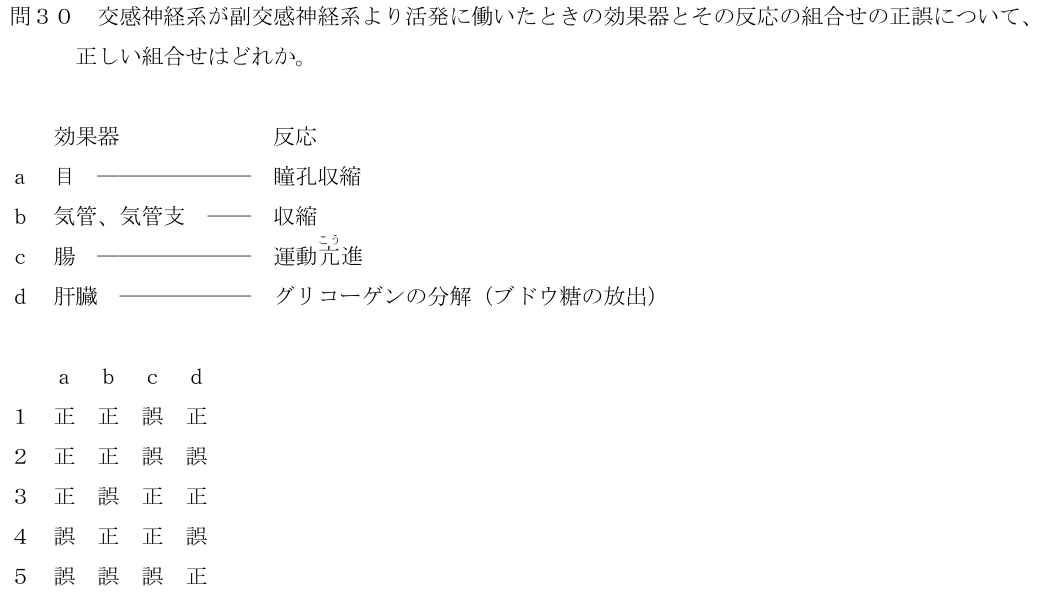 問３０　交感神経系が副交感神経系より活発に働いたときの効果器とその反応の組合せの正誤について、
正しい組合せはどれか。
効果器　　　　　　　反応
a　目　―――――――　瞳孔収縮
b　気管、気管支　――　収縮
こう
c　腸　―――――――　運動亢進
d　肝臓　――――――　グリコーゲンの分解（ブドウ糖の放出）
a　b　c　d
1　正　正　誤　正
2　正　正　誤　誤
3　正　誤　正　正
4　誤　正　正　誤
5　誤　誤　誤　正